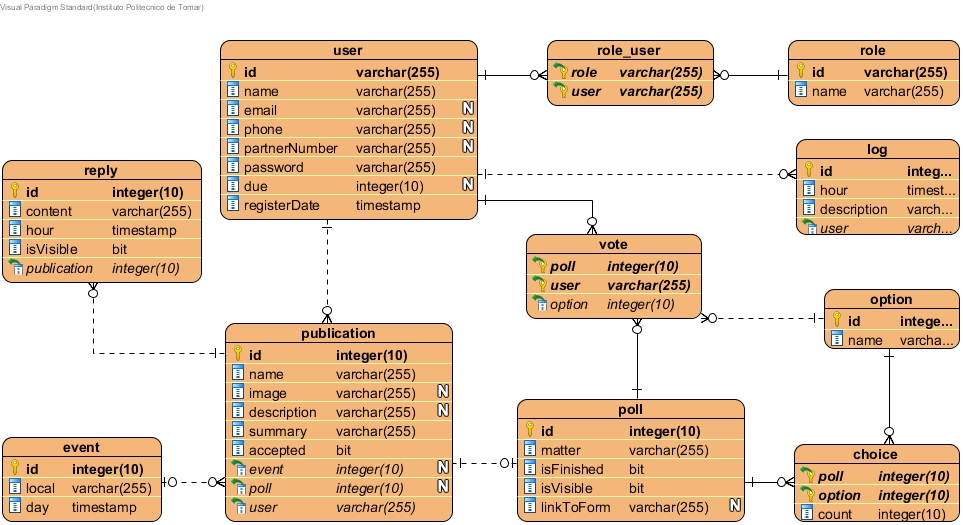 Visual Paradigm Standard(Instituto Politecnico de Tomar)
user
id varchar(255)
name varchar(255)
email varchar(255) N
phone varchar(255) N
partnerNumber varchar(255) N
password varchar(255)
due integer(10) N
registerDate timestamp
role_user
role varchar(255)
user varchar(255)
role
id varchar(255)
name varchar(255)
log
id integ...
hour timest...
description varch...
user varch...
reply
id integer(10)
content varchar(255)
hour timestamp
isVisible bit
publication integer(10)
vote
poll integer(10)
user varchar(255)
option integer(10)
option
id intege...
name varcha...
publication
id integer(10)
name varchar(255)
image varchar(255) N
description varchar(255) N
summary varchar(255)
accepted bit
event integer(10) N
poll integer(10) N
user varchar(255)
poll
id integer(10)
matter varchar(255)
isFinished bit
isVisible bit
linkToForm varchar(255) N
event
id integer(10)
local varchar(255)
day timestamp
choice
poll integer(10)
option integer(10)
count integer(10)